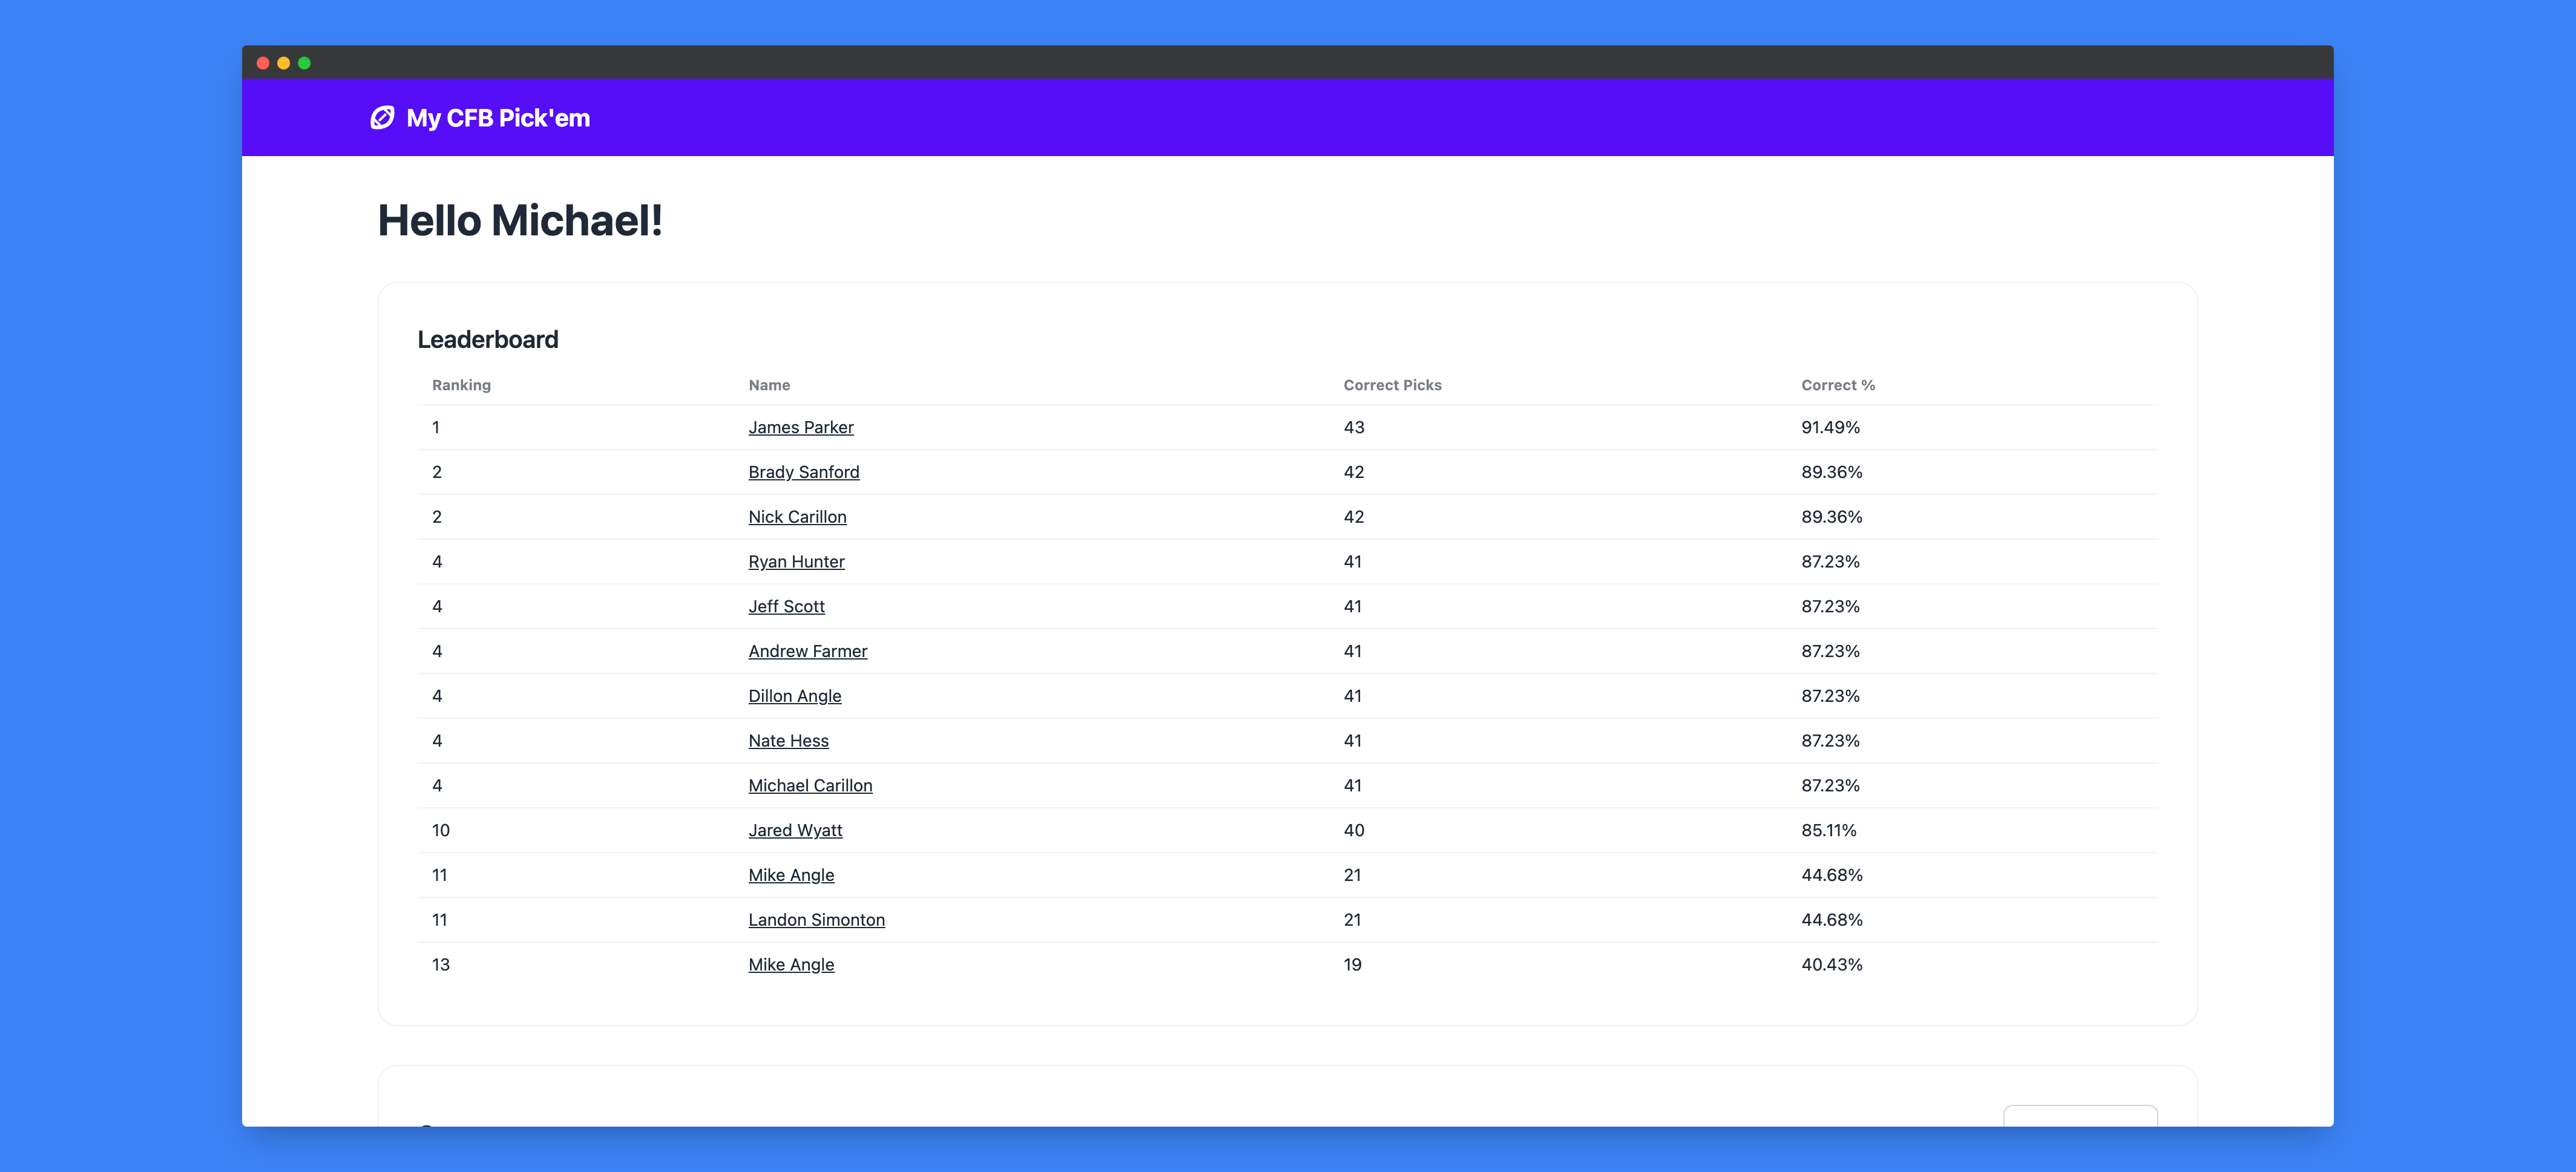 My CFB Pick'em
Hello Michael!
Leaderboard
Ranking Name Correct Picks Correct %
1 James Parker 43 91.49%
2 Brady Sanford 42 89.36%
2 Nick Carillon 42 89.36%
4 Ryan Hunter 41 87.23%
4 Jeff Scott 41 87.23%
4 Andrew Farmer 41 87.23%
4 Dillon Angle 41 87.23%
4 Nate Hess 41 87.23%
4 Michael Carillon 41 87.23%
10 Jared Wyatt 40 85.11%
11 Mike Angle 21 44.68%
11 Landon Simonton 21 44.68%
13 Mike Angle 19 40.43%